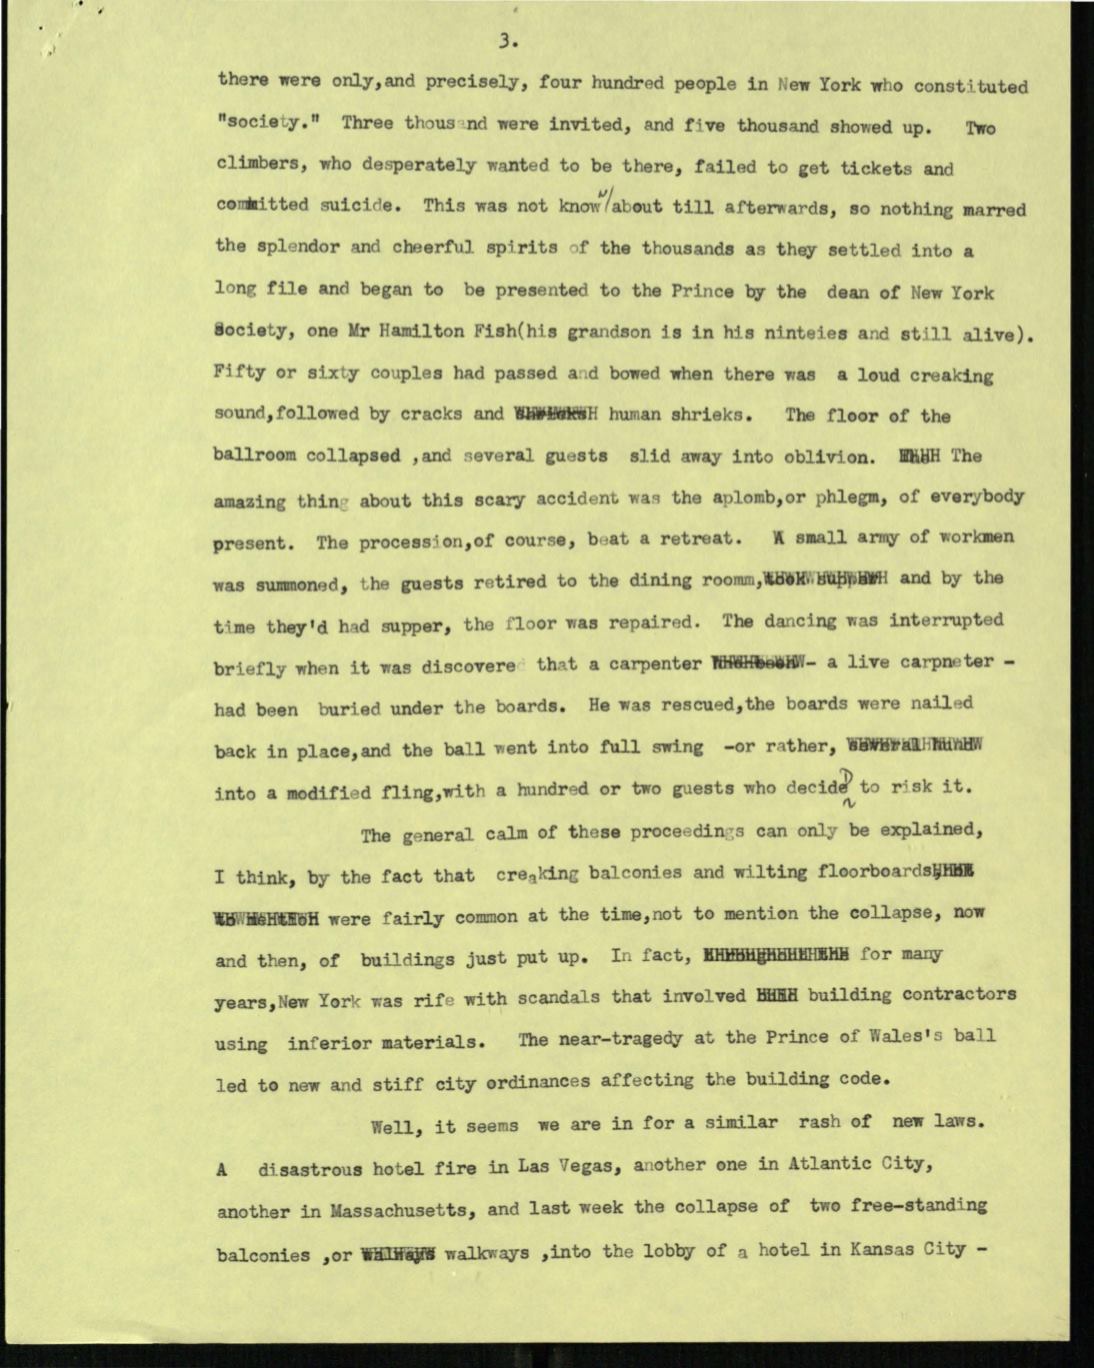 3.
there were only,and precisely, four hundred people in New York who constituted
"society." Three thousand were invited, and five thousand showed up. Two
climbers, who desperately wanted to be there, failed to get tickets and
committed suicide. This was not known about till afterwards, so nothing marred
the splendor and cheerful spirits of the thousands as they settled into a
long file and began to be presented to the Prince by the dean of New York
Society, one Mr Hamilton Fish(his grandson is in his ninteies and still alive).
Fifty or sixty couples had passed and bowed when there was a loud creaking
sound,followed by cracks and human shrieks. The floor of the
ballroom collapsed ,and several guests slid away into oblivion. The
amazing thing about this scary accident was the aplomb,or phlegm, of everybody
present. The procession,of course, beat a retreat. A small army of workmen
was summoned, the guests retired to the dining roomm, and by the
time they'd had supper, the floor was repaired. The dancing was interrupted
briefly when it was discovere that a carpenter - a live carpneter -
had been buried under the boards. He was rescued,the boards were nailed
back in place,and the ball went into full swing -or rather,
into a modified fling,with a hundred or two guests who decideD to risk it.
The general calm of these proceedings can only be explained,
I think, by the fact that creaking balconies and wilting floorboards
were fairly common at the time,not to mention the collapse, now
and then, of buildings just put up. In fact, for many
years,New York was rife with scandals that involved building contractors
using inferior materials. The near-tragedy at the Prince of Wales's ball
led to new and stiff city ordinances affecting the building code.
Well, it seems we are in for a similar rash of new laws.
A disastrous hotel fire in Las Vegas, another one in Atlantic City,
another in Massachusetts, and last week the collapse of two free-standing
balconies ,or walkways ,into the lobby of a hotel in Kansas City -